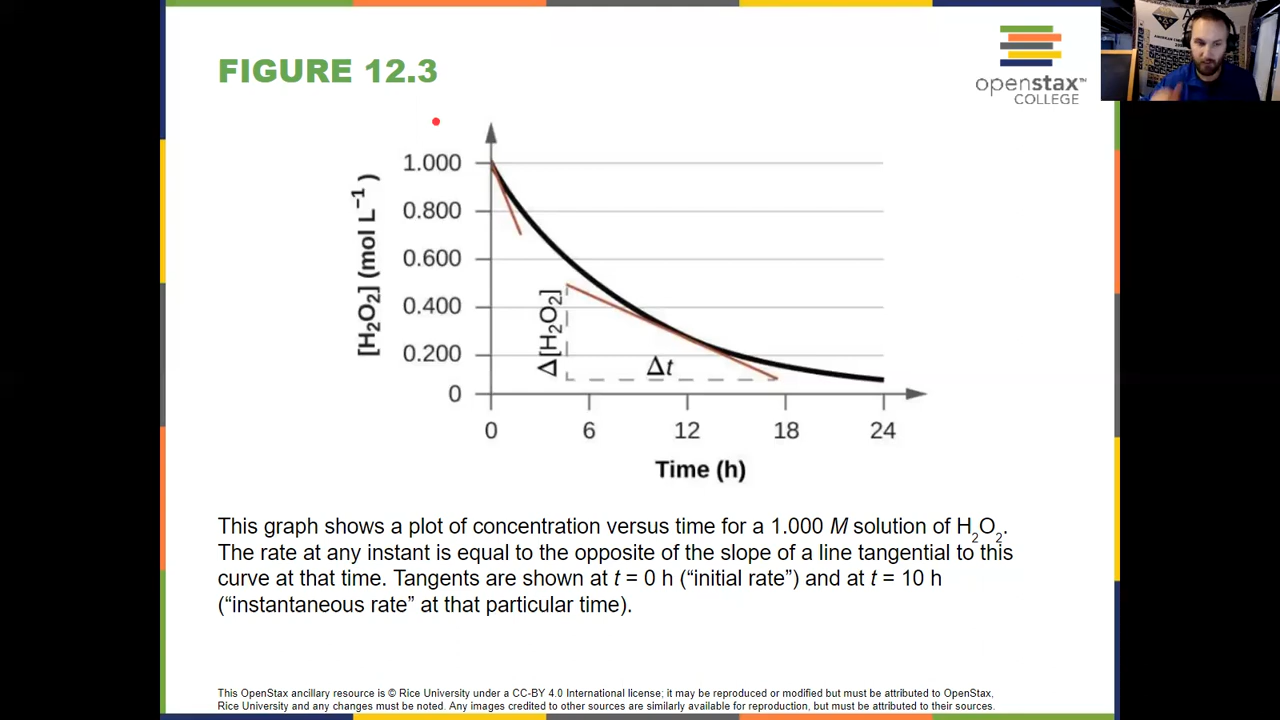 FIGURE 12.3
openstax™
COLLEGE
[H₂O₂] (mol L⁻¹)
1.000
0.800
0.600
0.400
0.200
0
Δ[H₂O₂]
Δt
0 6 12 18 24
Time (h)
This graph shows a plot of concentration versus time for a 1.000 M solution of H₂O₂.
The rate at any instant is equal to the opposite of the slope of a line tangential to this
curve at that time. Tangents are shown at t = 0 h (“initial rate”) and at t = 10 h
(“instantaneous rate” at that particular time).
This OpenStax ancillary resource is © Rice University under a CC-BY 4.0 International license; it may be reproduced or modified but must be attributed to OpenStax,
Rice University and any changes must be noted. Any images credited to other sources are similarly available for reproduction, but must be attributed to their sources.